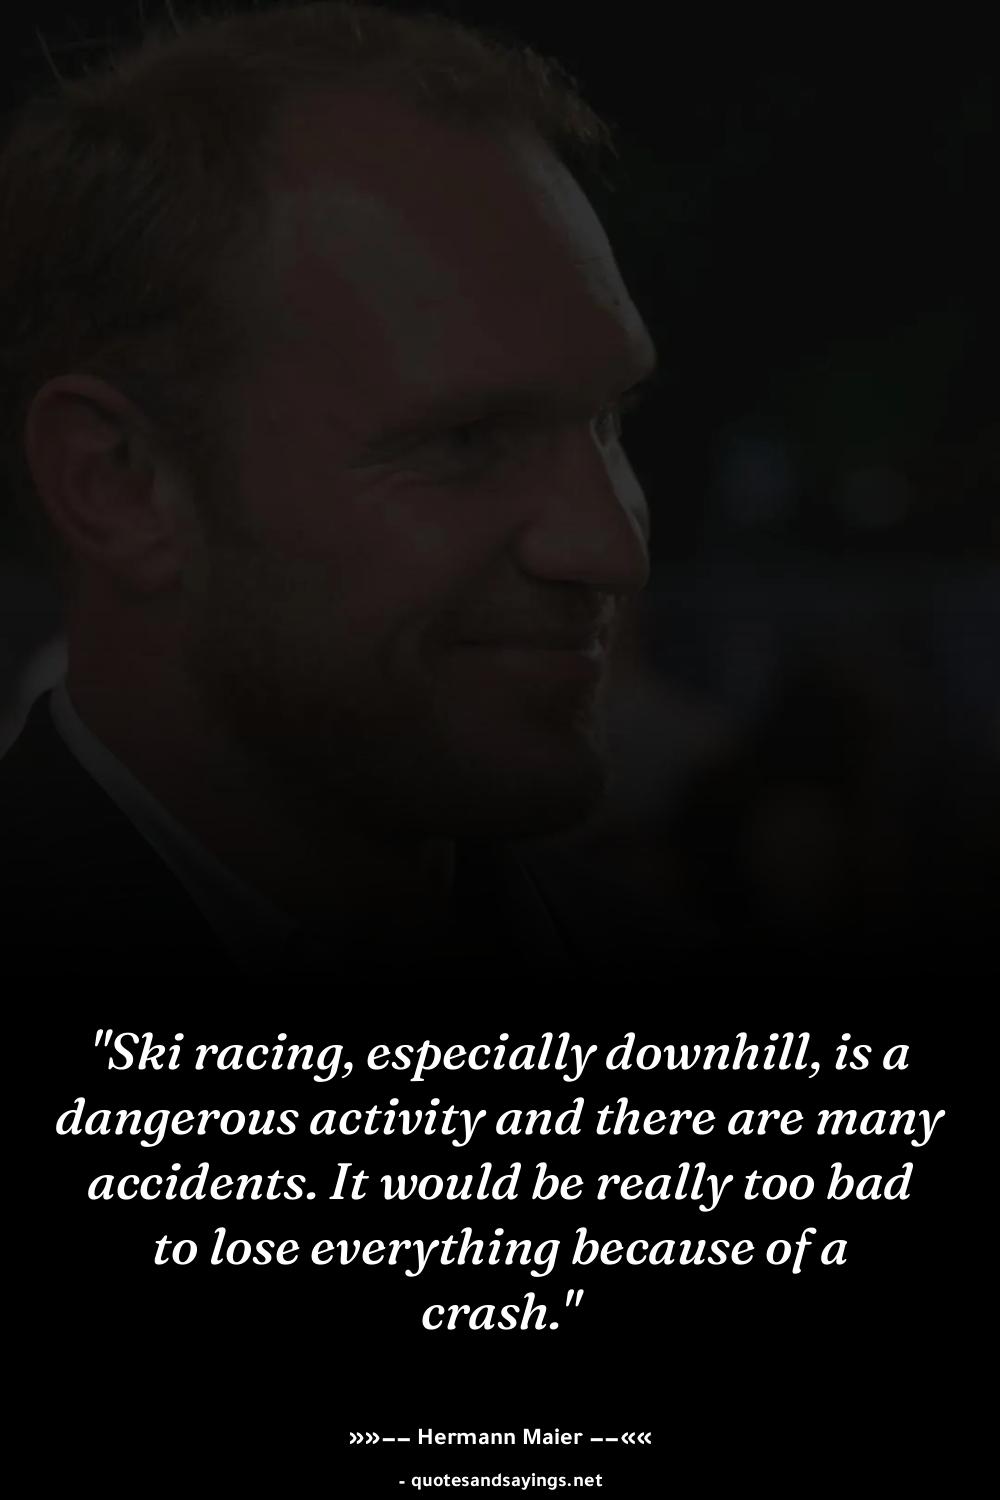 "Ski racing, especially downhill, is a
dangerous activity and there are many
accidents. It would be really too bad
to lose everything because of a
crash."
»»–– Hermann Maier ––««
- quotesandsayings.net